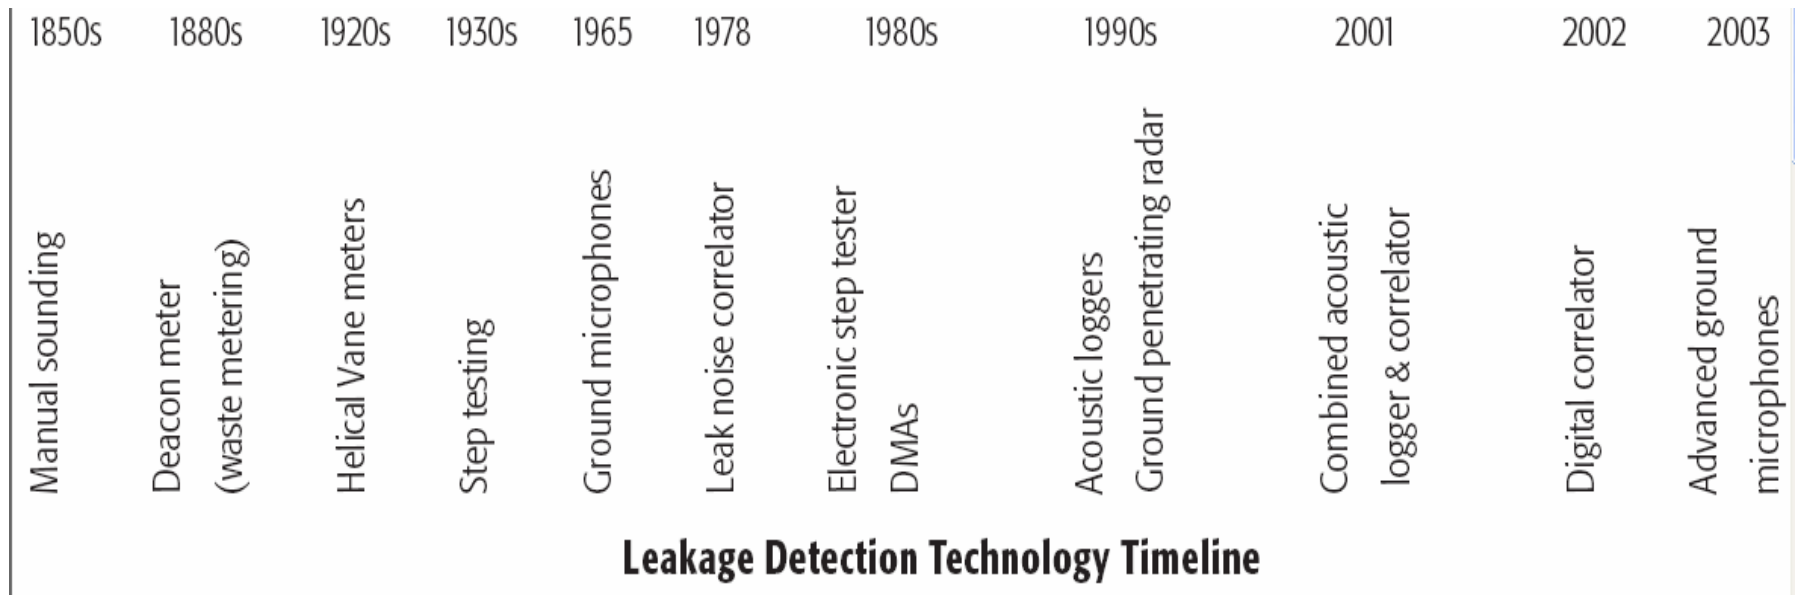 1850s
1880s
1920s
1930s
1965
1978
1980s
1990s
2001
2002
2003
Manual sounding
Deacon meter
(waste metering)
Helical Vane meters
Step testing
Ground microphones
Leak noise correlator
Electronic step tester
DMAs
Acoustic loggers
Ground penetrating radar
Combined acoustic
logger & correlator
Digital correlator
Advanced ground
microphones
Leakage Detection Technology Timeline